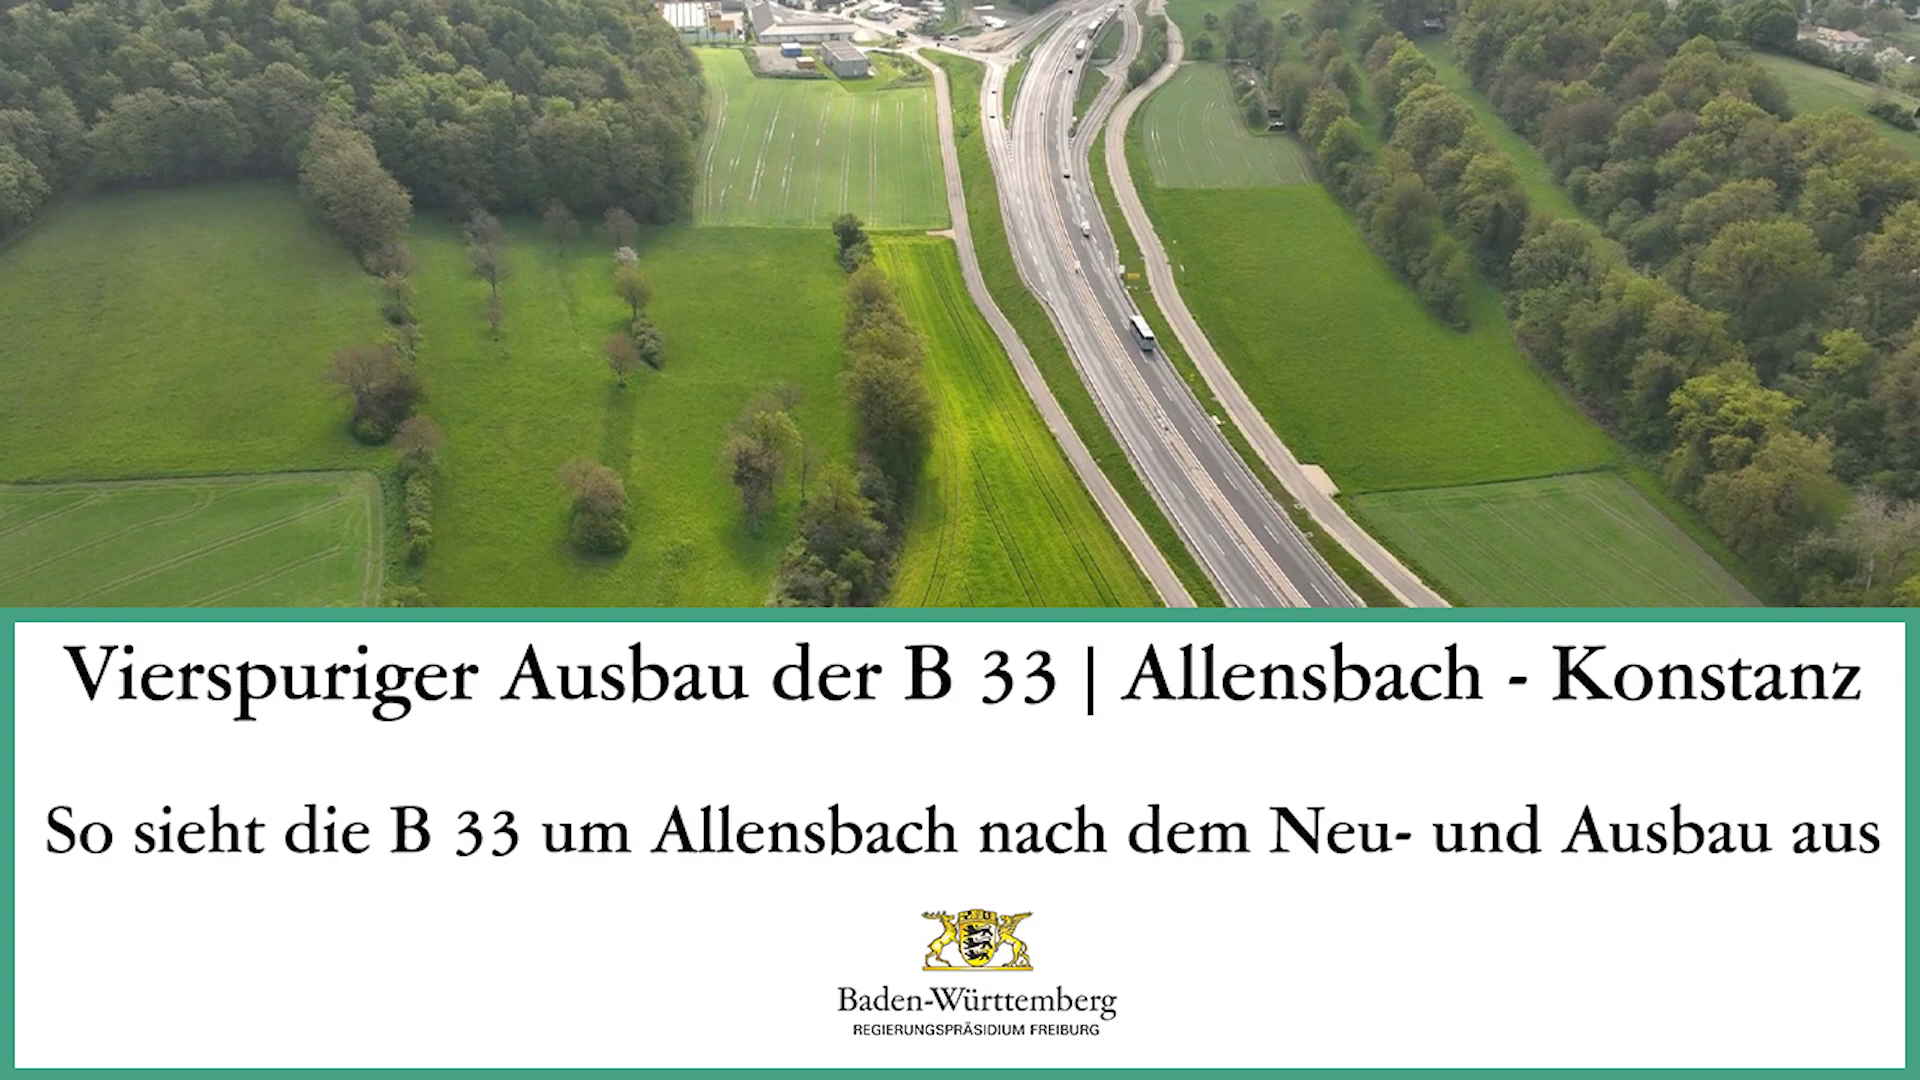 Vierspuriger Ausbau der B 33 | Allensbach - Konstanz
So sieht die B 33 um Allensbach nach dem Neu- und Ausbau aus
Baden-Württemberg
REGIERUNGSPRÄSIDIUM FREIBURG